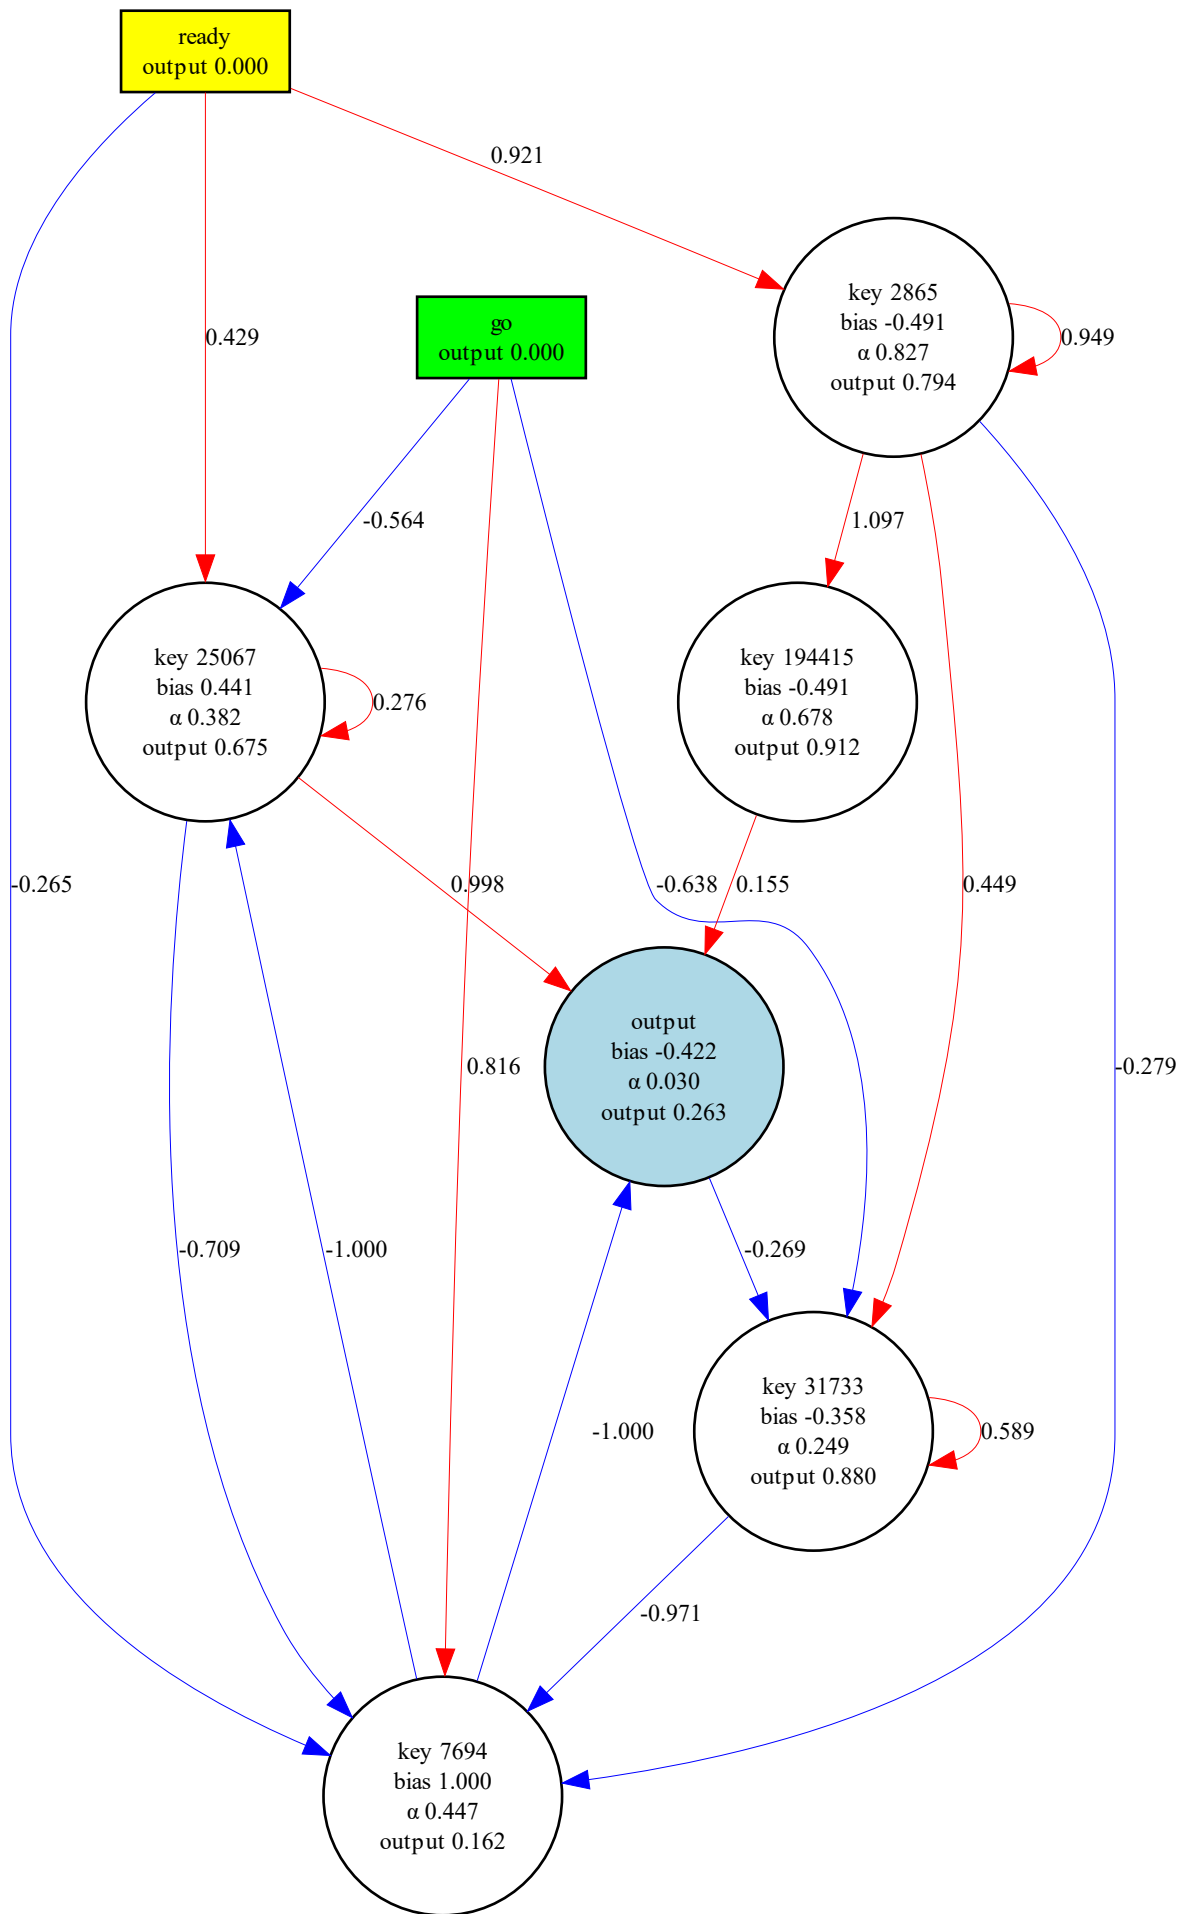 ready
output 0.000
0.921
key 2865
bias -0.491
α 0.827
output 0.794
0.949
go
output 0.000
0.429
-0.564
1.097
key 25067
bias 0.441
α 0.382
output 0.675
0.276
key 194415
bias -0.491
α 0.678
output 0.912
-0.265
0.998
-0.638
0.155
0.449
output
bias -0.422
α 0.030
output 0.263
0.816
-0.279
-0.709
-1.000
-0.269
key 31733
bias -0.358
α 0.249
output 0.880
0.589
-1.000
-0.971
key 7694
bias 1.000
α 0.447
output 0.162